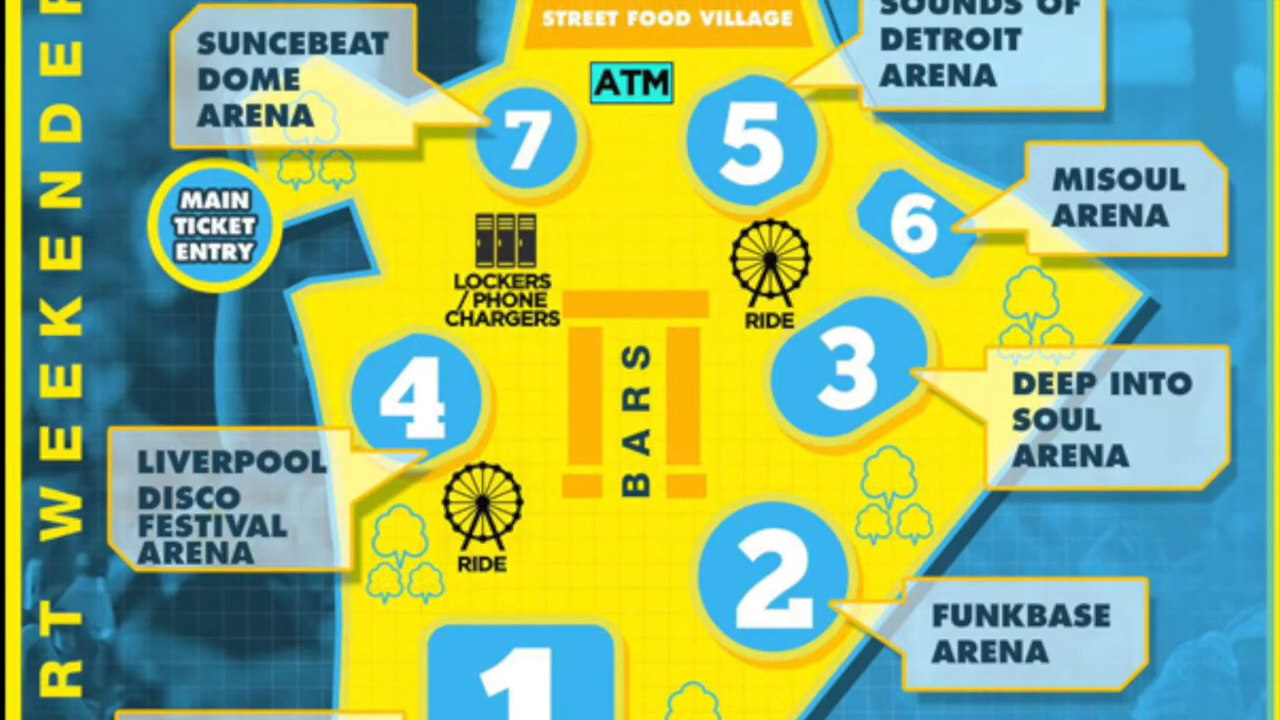 STREET FOOD VILLAGE
SOUNDS OF
DETROIT
ARENA
SUNCEBEAT
DOME
ARENA
ATM
7
5
MISOUL
ARENA
6
MAIN
TICKET
ENTRY
LOCKERS
/ PHONE
CHARGERS
RIDE
3
4
BARS
DEEP INTO
SOUL
ARENA
LIVERPOOL
DISCO
FESTIVAL
ARENA
RIDE
2
FUNKBASE
ARENA
1
RT WEEKENDER